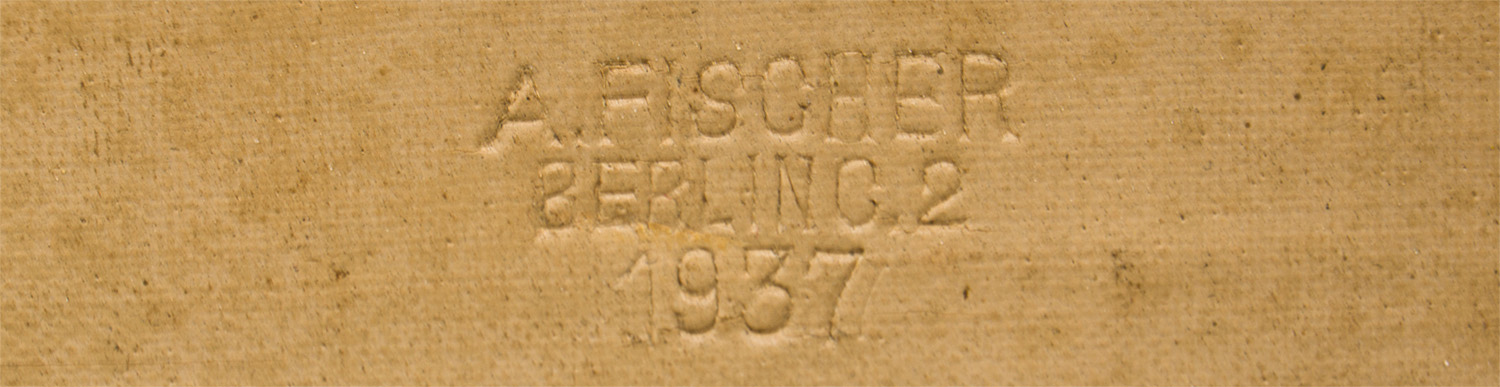 A. FISCHER
BERLIN C. 2
1937